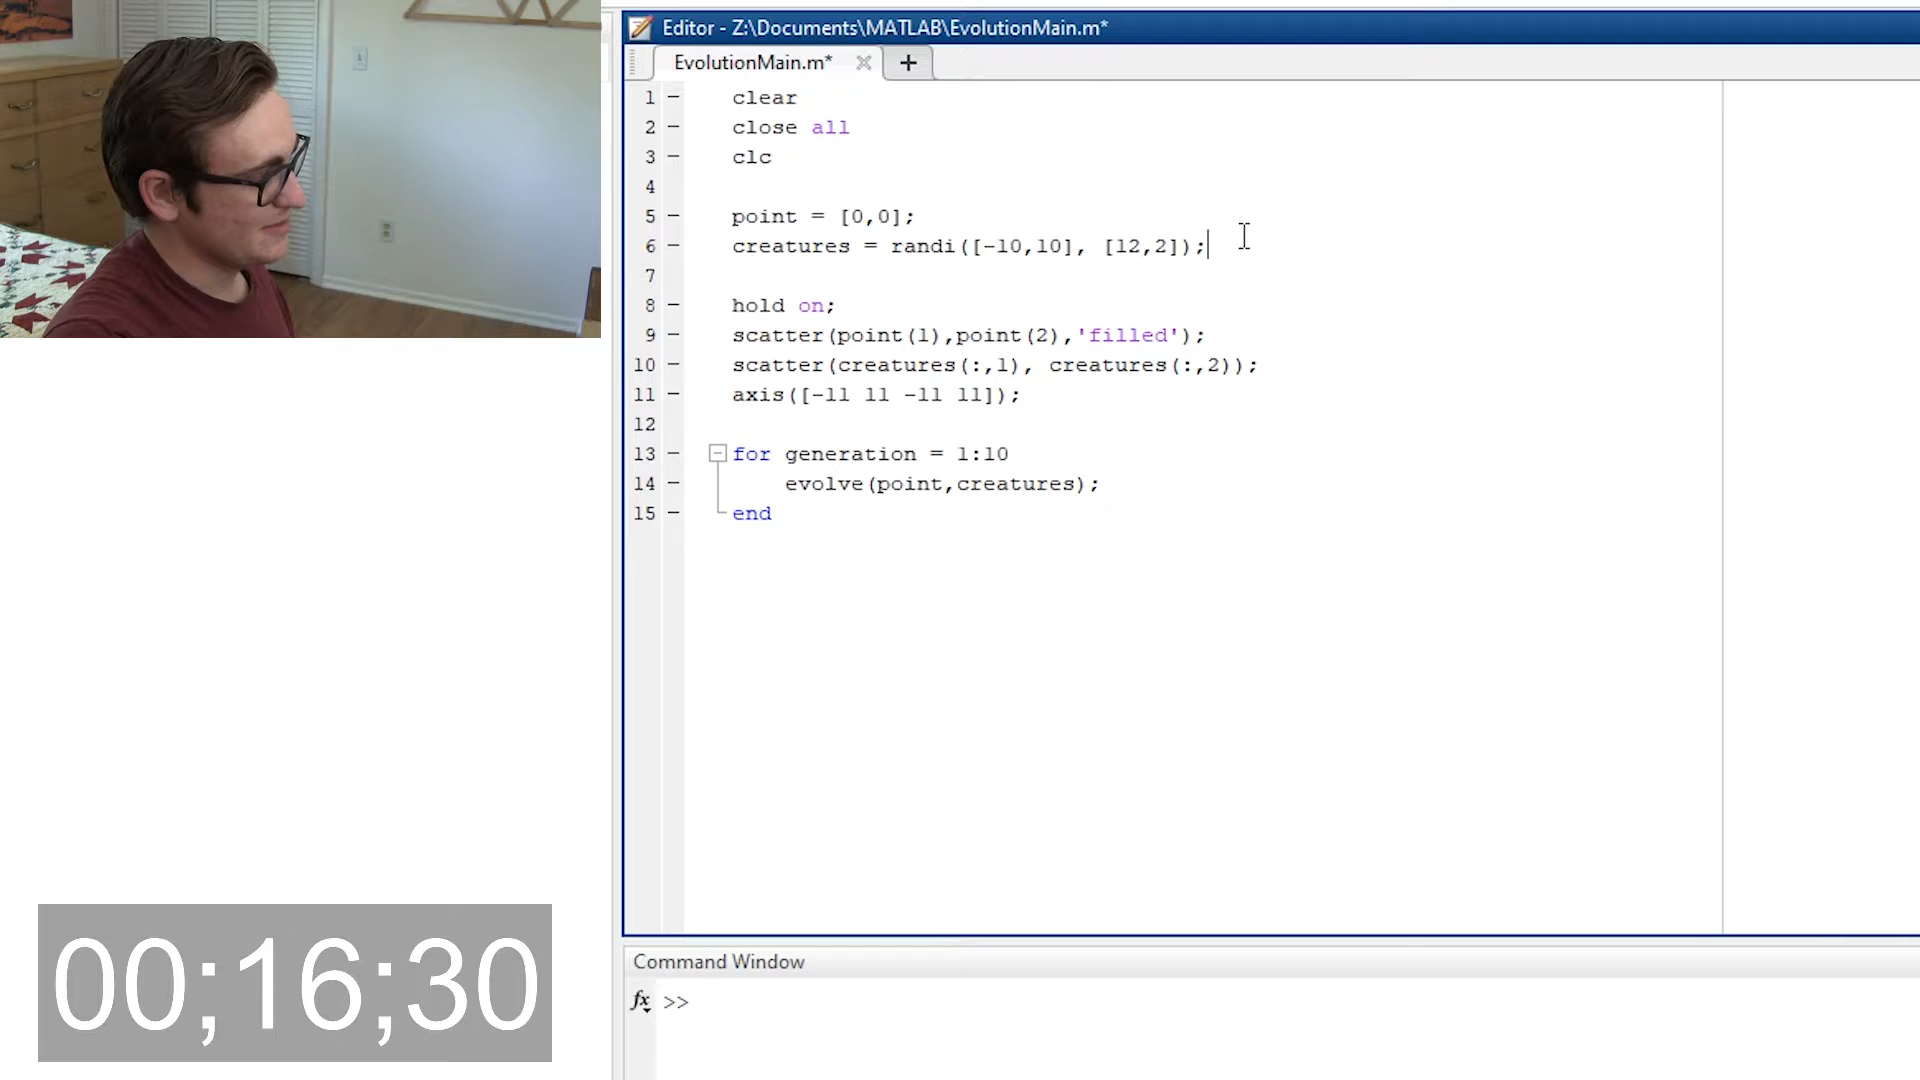 Editor - Z:\Documents\MATLAB\EvolutionMain.m*
EvolutionMain.m*
1 clear
2 close all
3 clc
4
5 point = [0,0];
6 creatures = randi([-10,10], [12,2]);
7
8 hold on;
9 scatter(point(1),point(2),'filled');
10 scatter(creatures(:,1), creatures(:,2));
11 axis([-11 11 -11 11]);
12
13 for generation = 1:10
14 evolve(point,creatures);
15 end
00;16;30
Command Window
fx >>